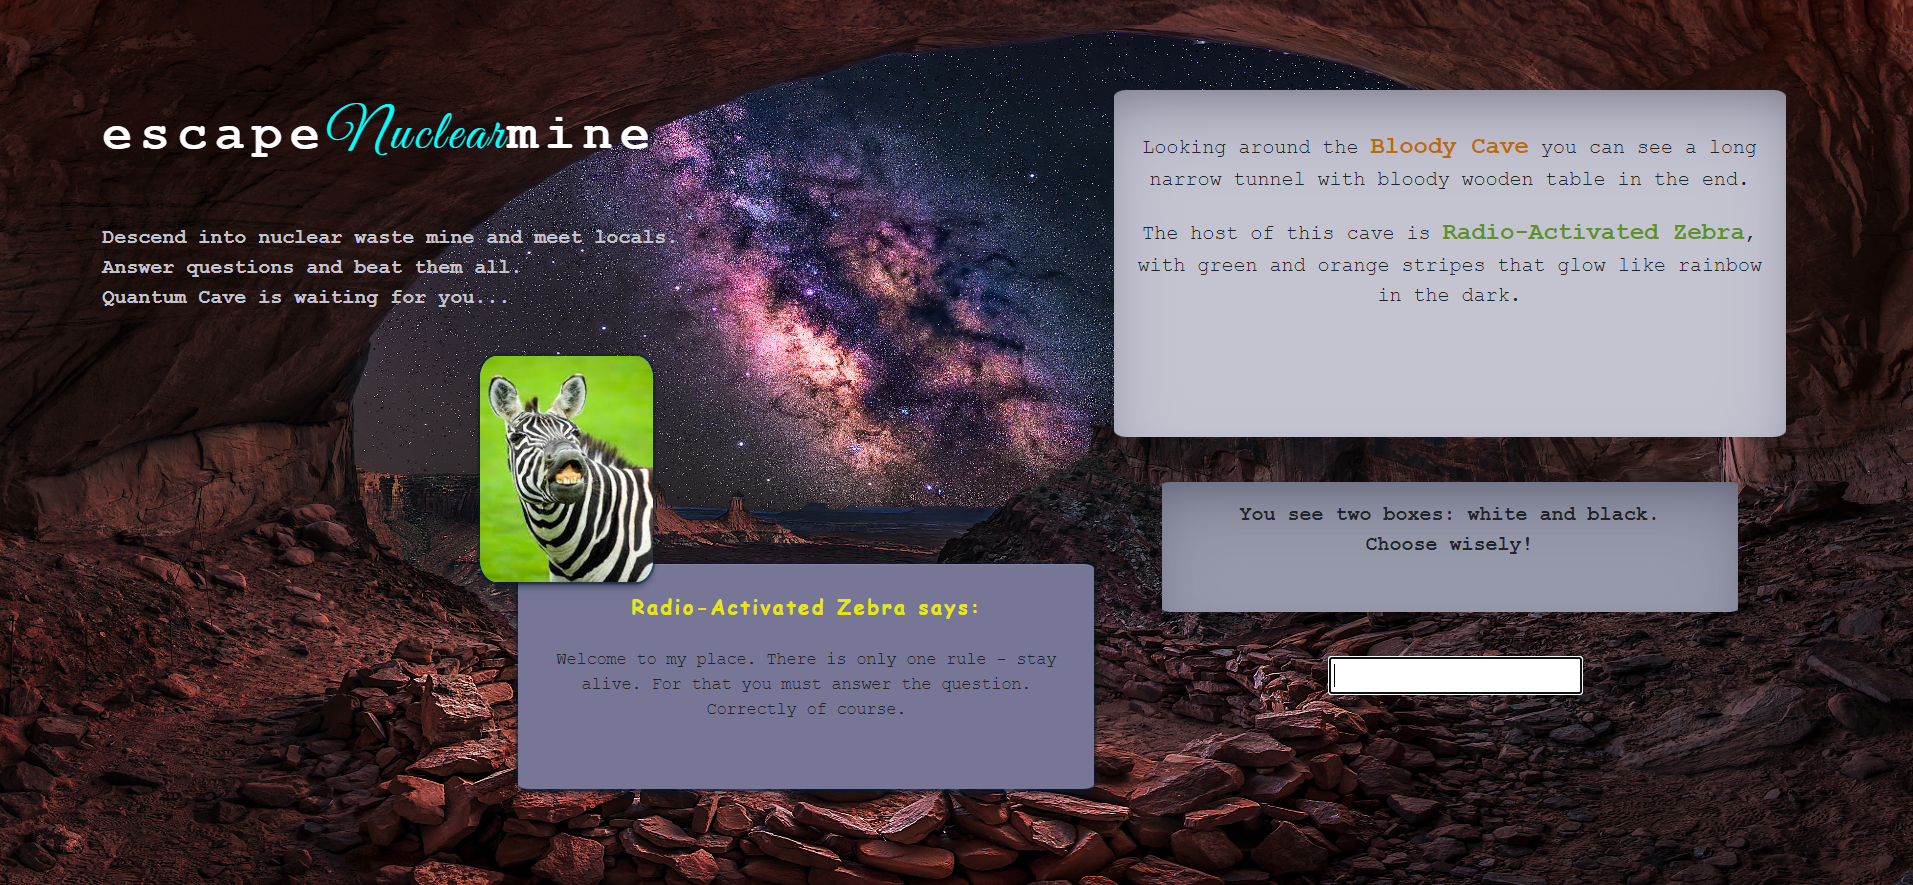 escapeNuclearmine
Descend into nuclear waste mine and meet locals.
Answer questions and beat them all.
Quantum Cave is waiting for you...
Radio-Activated Zebra says:
Welcome to my place. There is only one rule - stay
alive. For that you must answer the question.
Correctly of course.
Looking around the Bloody Cave you can see a long
narrow tunnel with bloody wooden table in the end.
The host of this cave is Radio-Activated Zebra,
with green and orange stripes that glow like rainbow
in the dark.
You see two boxes: white and black.
Choose wisely!